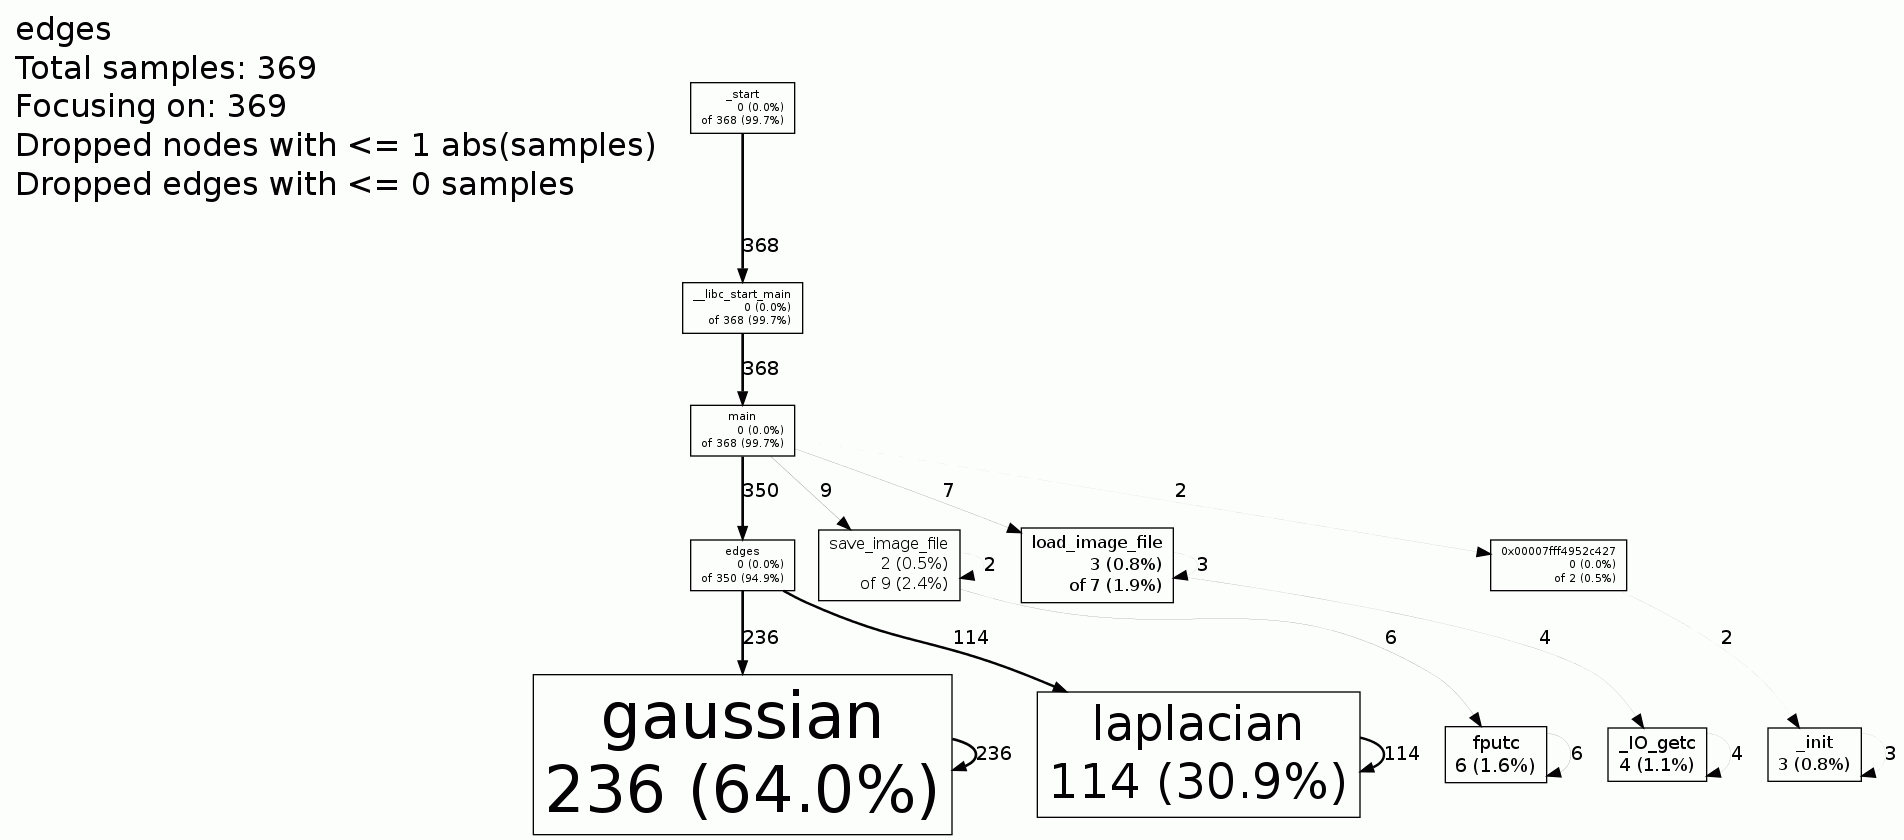 edges
Total samples: 369
Focusing on: 369
Dropped nodes with <= 1 abs(samples)
Dropped edges with <= 0 samples
_start
0 (0.0%)
of 368 (99.7%)
368
__libc_start_main
0 (0.0%)
of 368 (99.7%)
368
main
0 (0.0%)
of 368 (99.7%)
350
9
7
2
edges
0 (0.0%)
of 350 (94.9%)
save_image_file
2 (0.5%)
of 9 (2.4%)
2
load_image_file
3 (0.8%)
of 7 (1.9%)
3
0x00007fff4952c427
0 (0.0%)
of 2 (0.5%)
236
114
6
4
2
gaussian
236 (64.0%)
236
laplacian
114 (30.9%)
114
fputc
6 (1.6%)
6
_IO_getc
4 (1.1%)
4
_init
3 (0.8%)
3